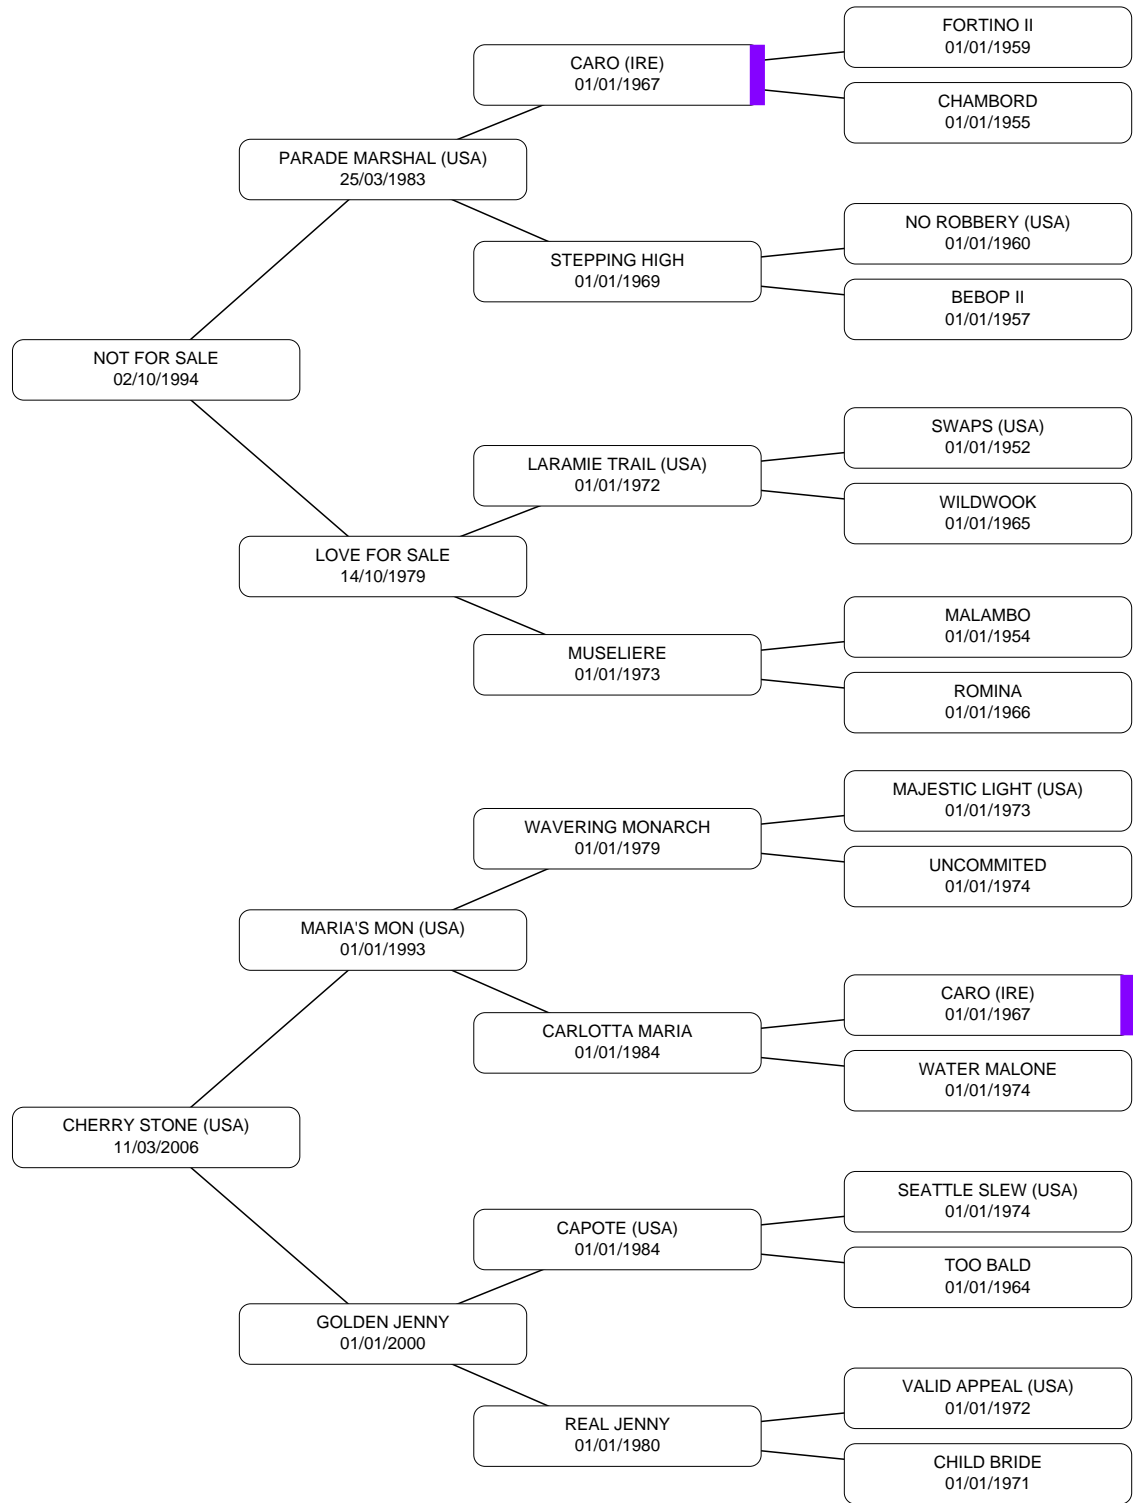 FORTINO II
01/01/1959
CARO (IRE)
01/01/1967
CHAMBORD
01/01/1955
PARADE MARSHAL (USA)
25/03/1983
NO ROBBERY (USA)
01/01/1960
STEPPING HIGH
01/01/1969
BEBOP II
01/01/1957
NOT FOR SALE
02/10/1994
SWAPS (USA)
01/01/1952
LARAMIE TRAIL (USA)
01/01/1972
WILDWOOK
01/01/1965
LOVE FOR SALE
14/10/1979
MALAMBO
01/01/1954
MUSELIERE
01/01/1973
ROMINA
01/01/1966
MAJESTIC LIGHT (USA)
01/01/1973
WAVERING MONARCH
01/01/1979
UNCOMMITED
01/01/1974
MARIA'S MON (USA)
01/01/1993
CARO (IRE)
01/01/1967
CARLOTTA MARIA
01/01/1984
WATER MALONE
01/01/1974
CHERRY STONE (USA)
11/03/2006
SEATTLE SLEW (USA)
01/01/1974
CAPOTE (USA)
01/01/1984
TOO BALD
01/01/1964
GOLDEN JENNY
01/01/2000
VALID APPEAL (USA)
01/01/1972
REAL JENNY
01/01/1980
CHILD BRIDE
01/01/1971